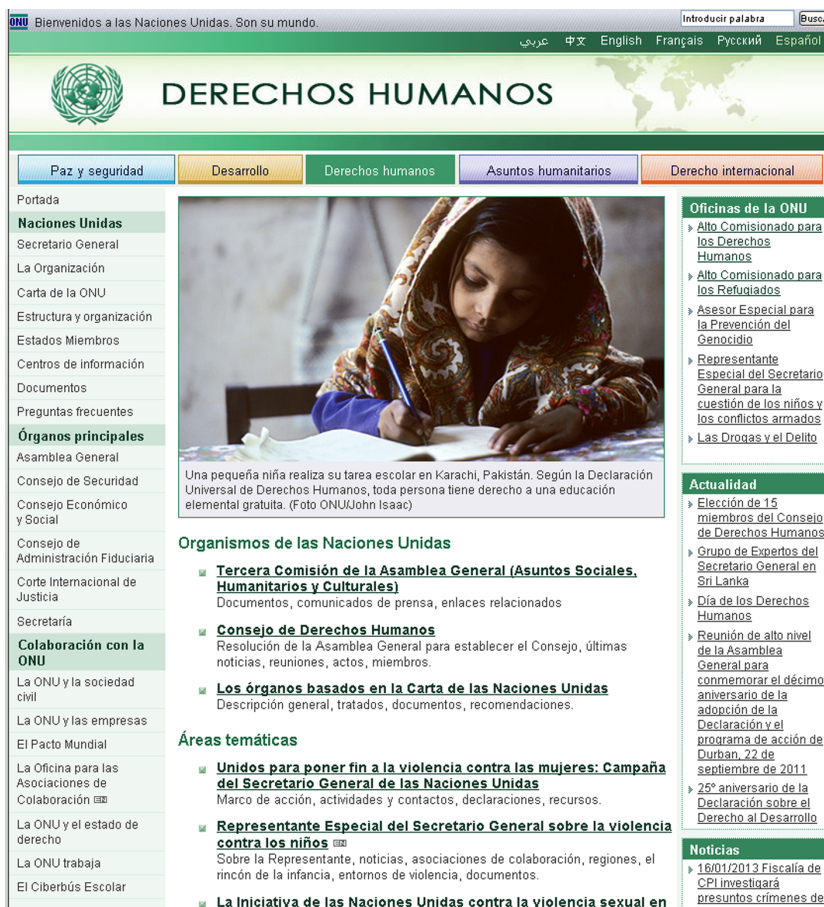 ONU Bienvenidos a las Naciones Unidas. Son su mundo.
Introducir palabra
عربي 中文 English Français Русский Español
DERECHOS HUMANOS
Paz y seguridad
Desarrollo
Derechos humanos
Asuntos humanitarios
Derecho internacional
Portada
Naciones Unidas
Secretario General
La Organización
Carta de la ONU
Estructura y organización
Estados Miembros
Centros de información
Documentos
Preguntas frecuentes
Órganos principales
Asamblea General
Consejo de Securidad
Consejo Económico
y Social
Consejo de
Administración Fiduciaria
Corte Internacional de
Justicia
Secretaría
Colaboración con la
ONU
La ONU y la sociedad
civil
La ONU y las empresas
El Pacto Mundial
La Oficina para las
Asociaciones de
Colaboración EN
La ONU y el estado de
derecho
La ONU trabaja
El Ciberbús Escolar
Una pequeña niña realiza su tarea escolar en Karachi, Pakistán. Según la Declaración
Universal de Derechos Humanos, toda persona tiene derecho a una educación
elemental gratuita. (Foto ONU/John Isaac)
Organismos de las Naciones Unidas
Tercera Comisión de la Asamblea General (Asuntos Sociales,
Humanitarios y Culturales)
Documentos, comunicados de prensa, enlaces relacionados
Consejo de Derechos Humanos
Resolución de la Asamblea General para establecer el Consejo, últimas
noticias, reuniones, actos, miembros.
Los órganos basados en la Carta de las Naciones Unidas
Descripción general, tratados, documentos, recomendaciones.
Áreas temáticas
Unidos para poner fin a la violencia contra las mujeres: Campaña
del Secretario General de las Naciones Unidas
Marco de acción, actividades y contactos, declaraciones, recursos.
Representante Especial del Secretario General sobre la violencia
contra los niños EN
Sobre la Representante, noticias, asociaciones de colaboración, regiones, el
rincón de la infancia, entornos de violencia, documentos.
La Iniciativa de las Naciones Unidas contra la violencia sexual en
Oficinas de la ONU
Alto Comisionado para
los Derechos
Humanos
Alto Comisionado para
los Refugiados
Asesor Especial para
la Prevención del
Genocidio
Representante
Especial del Secretario
General para la
cuestión de los niños y
los conflictos armados
Las Drogas y el Delito
Actualidad
Elección de 15
miembros del Consejo
de Derechos Humanos
Grupo de Expertos del
Secretario General en
Sri Lanka
Día de los Derechos
Humanos
Reunión de alto nivel
de la Asamblea
General para
conmemorar el décimo
aniversario de la
adopción de la
Declaración y el
programa de acción de
Durban, 22 de
septiembre de 2011
25º aniversario de la
Declaración sobre el
Derecho al Desarrollo
Noticias
16/01/2013 Fiscalía de
CPI investigará
presuntos crímenes de